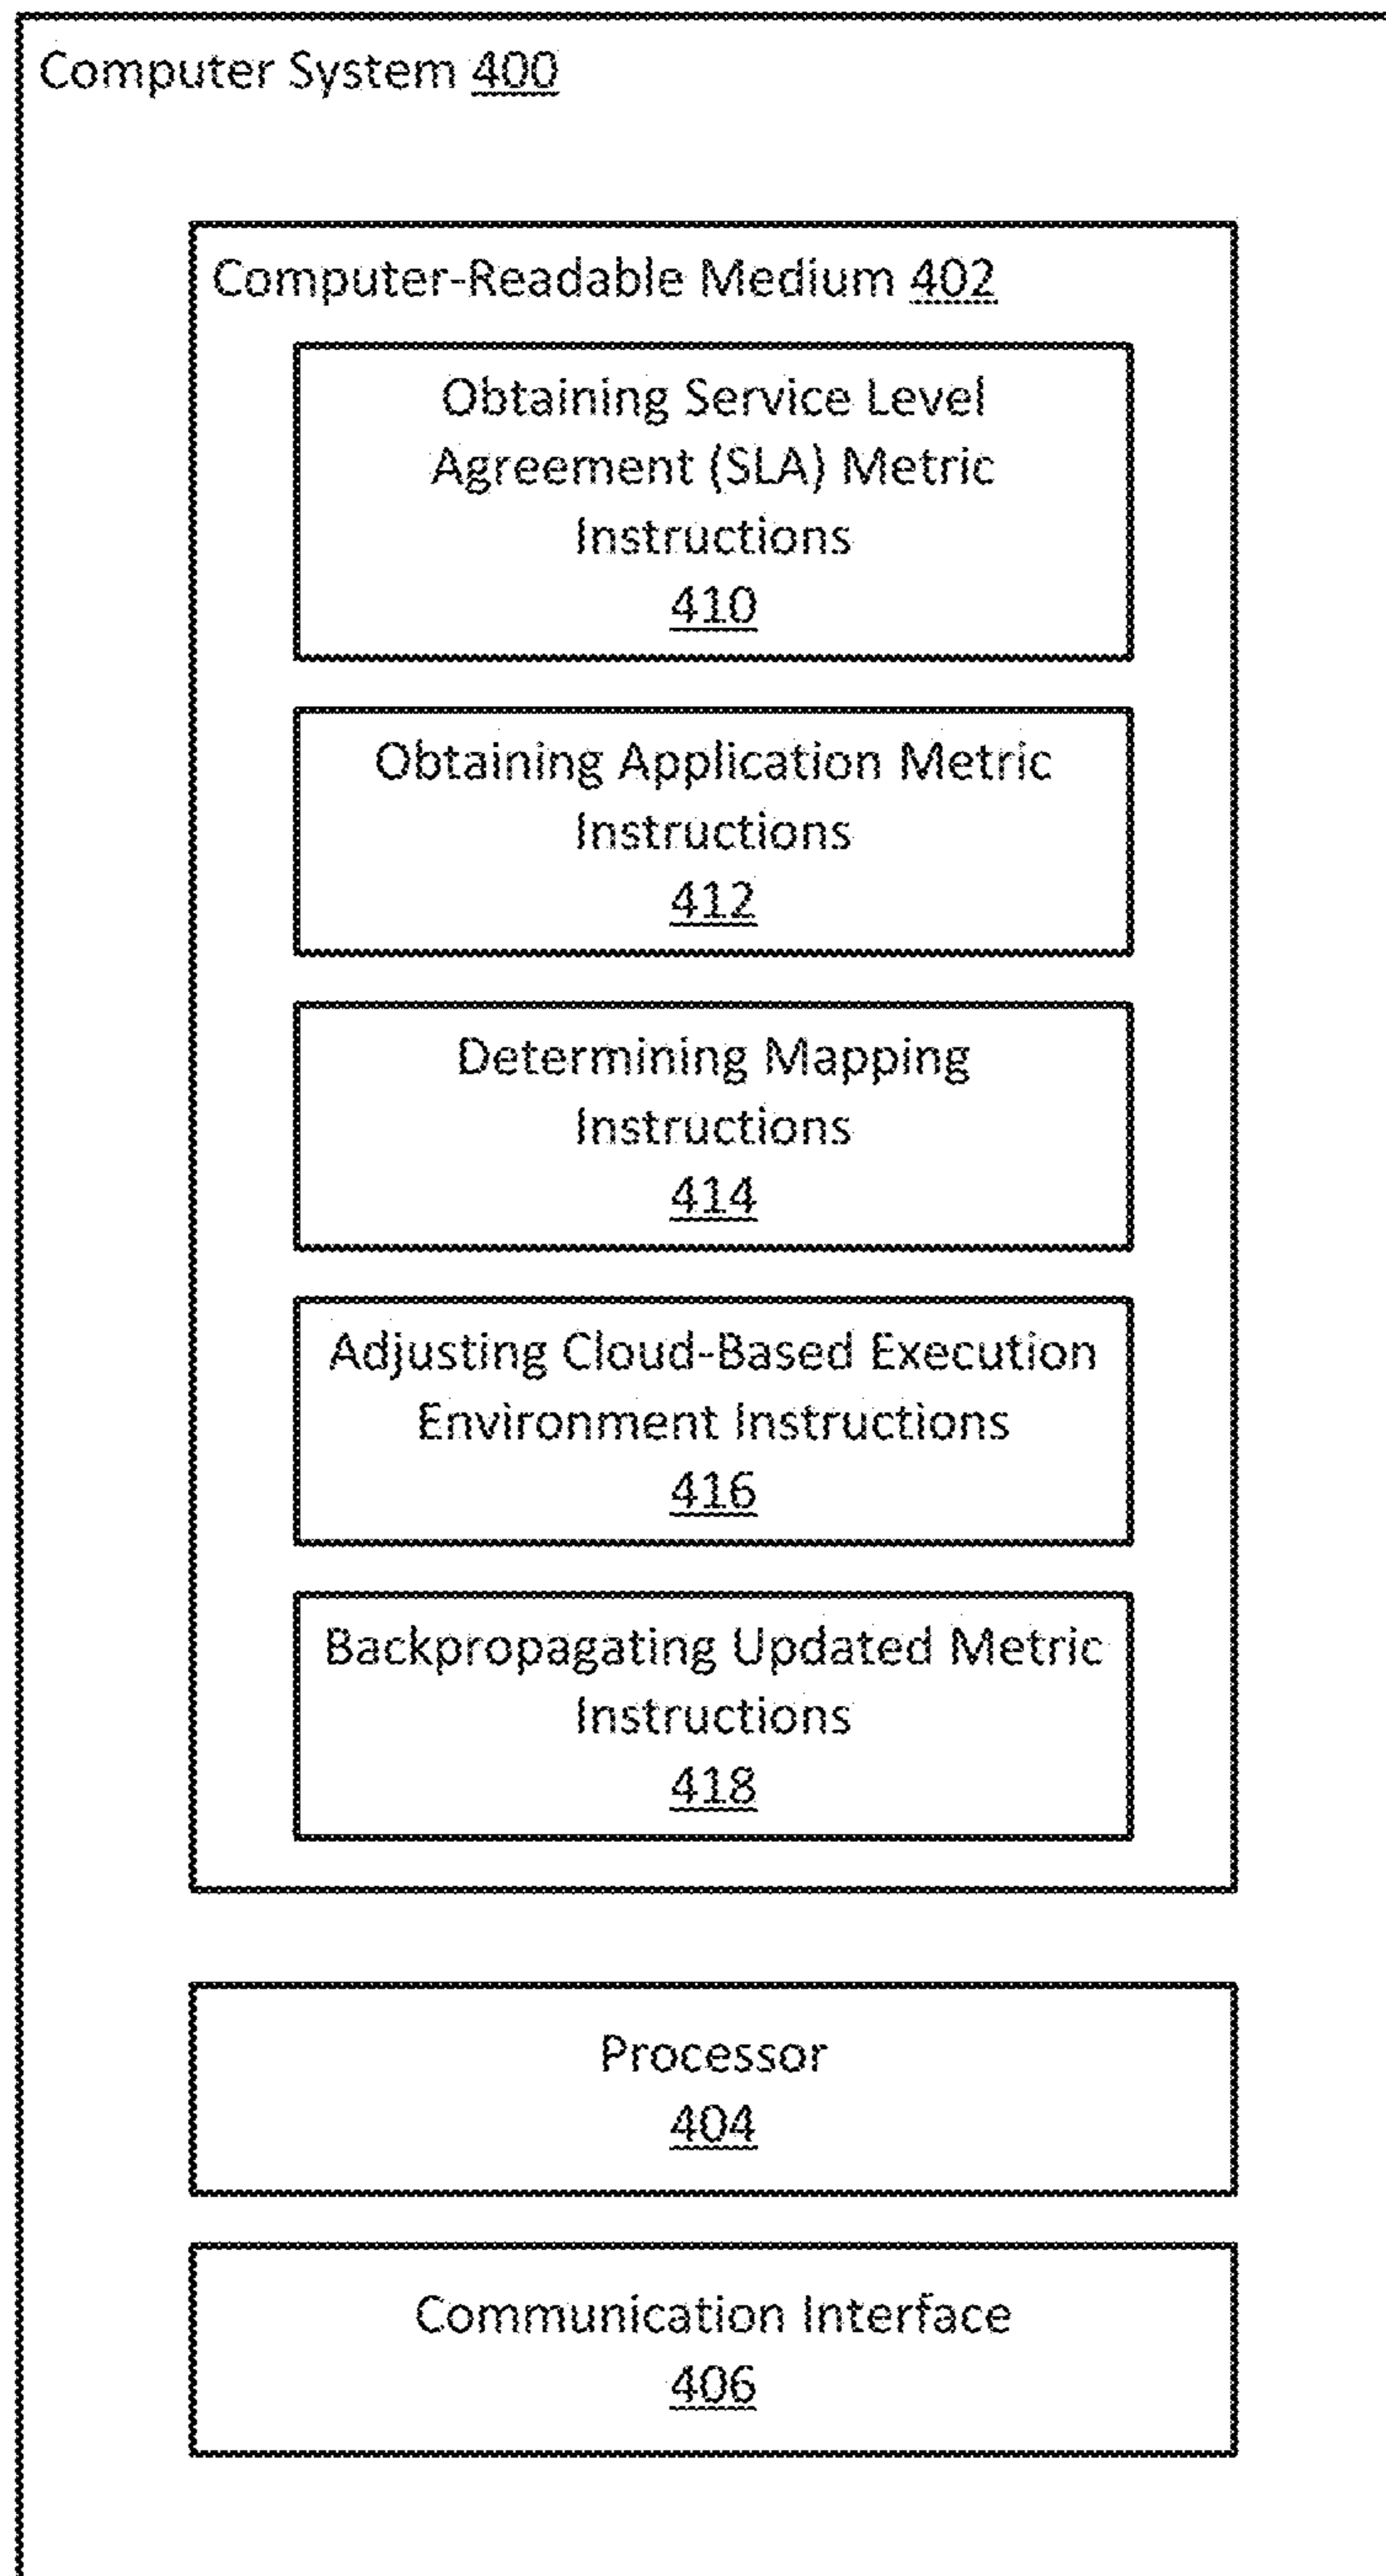 Computer System 400
Computer-Readable Medium 402
Obtaining Service Level
Agreement (SLA) Metric
Instructions
410
Obtaining Application Metric
Instructions
412
Determining Mapping
Instructions
414
Adjusting Cloud-Based Execution
Environment Instructions
416
Backpropagating Updated Metric
Instructions
418
Processor
404
Communication Interface
406